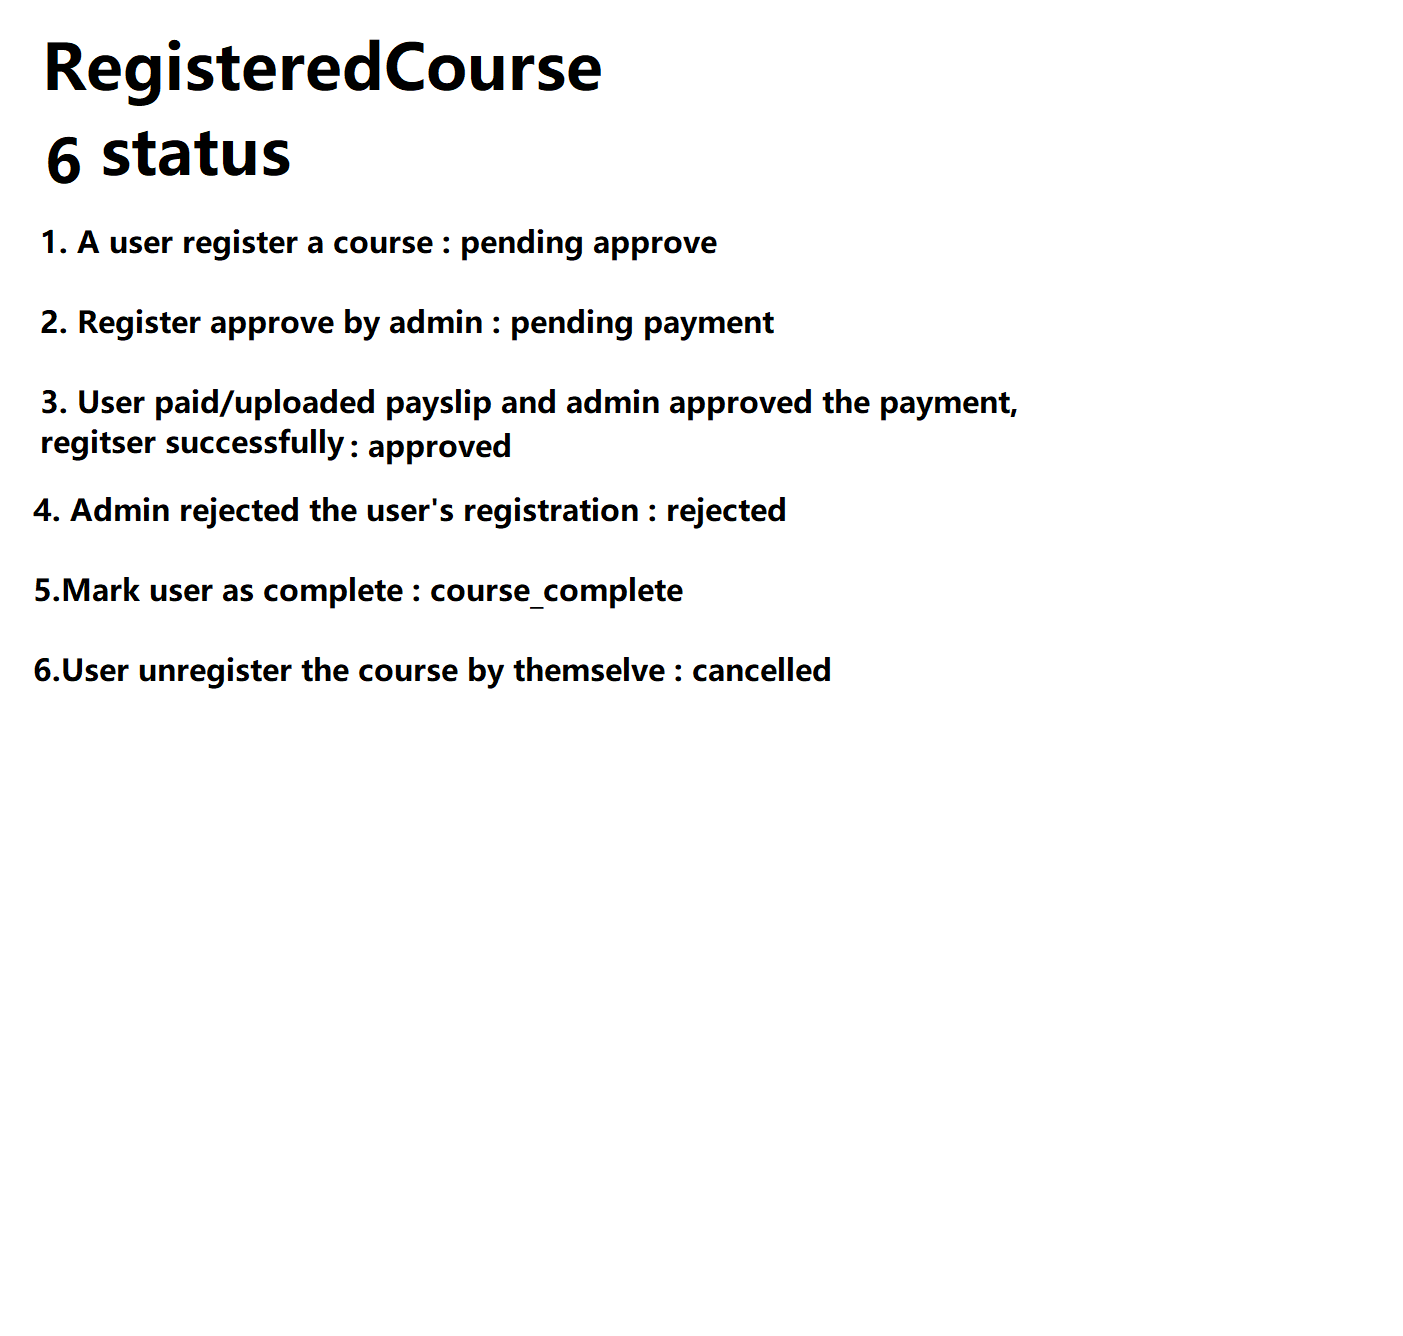 RegisteredCourse
6 status
1. A user register a course : pending approve
2. Register approve by admin : pending payment
3. User paid/uploaded payslip and admin approved the payment,
regitser successfully : approved
4. Admin rejected the user's registration : rejected
5.Mark user as complete : course_complete
6.User unregister the course by themselve : cancelled